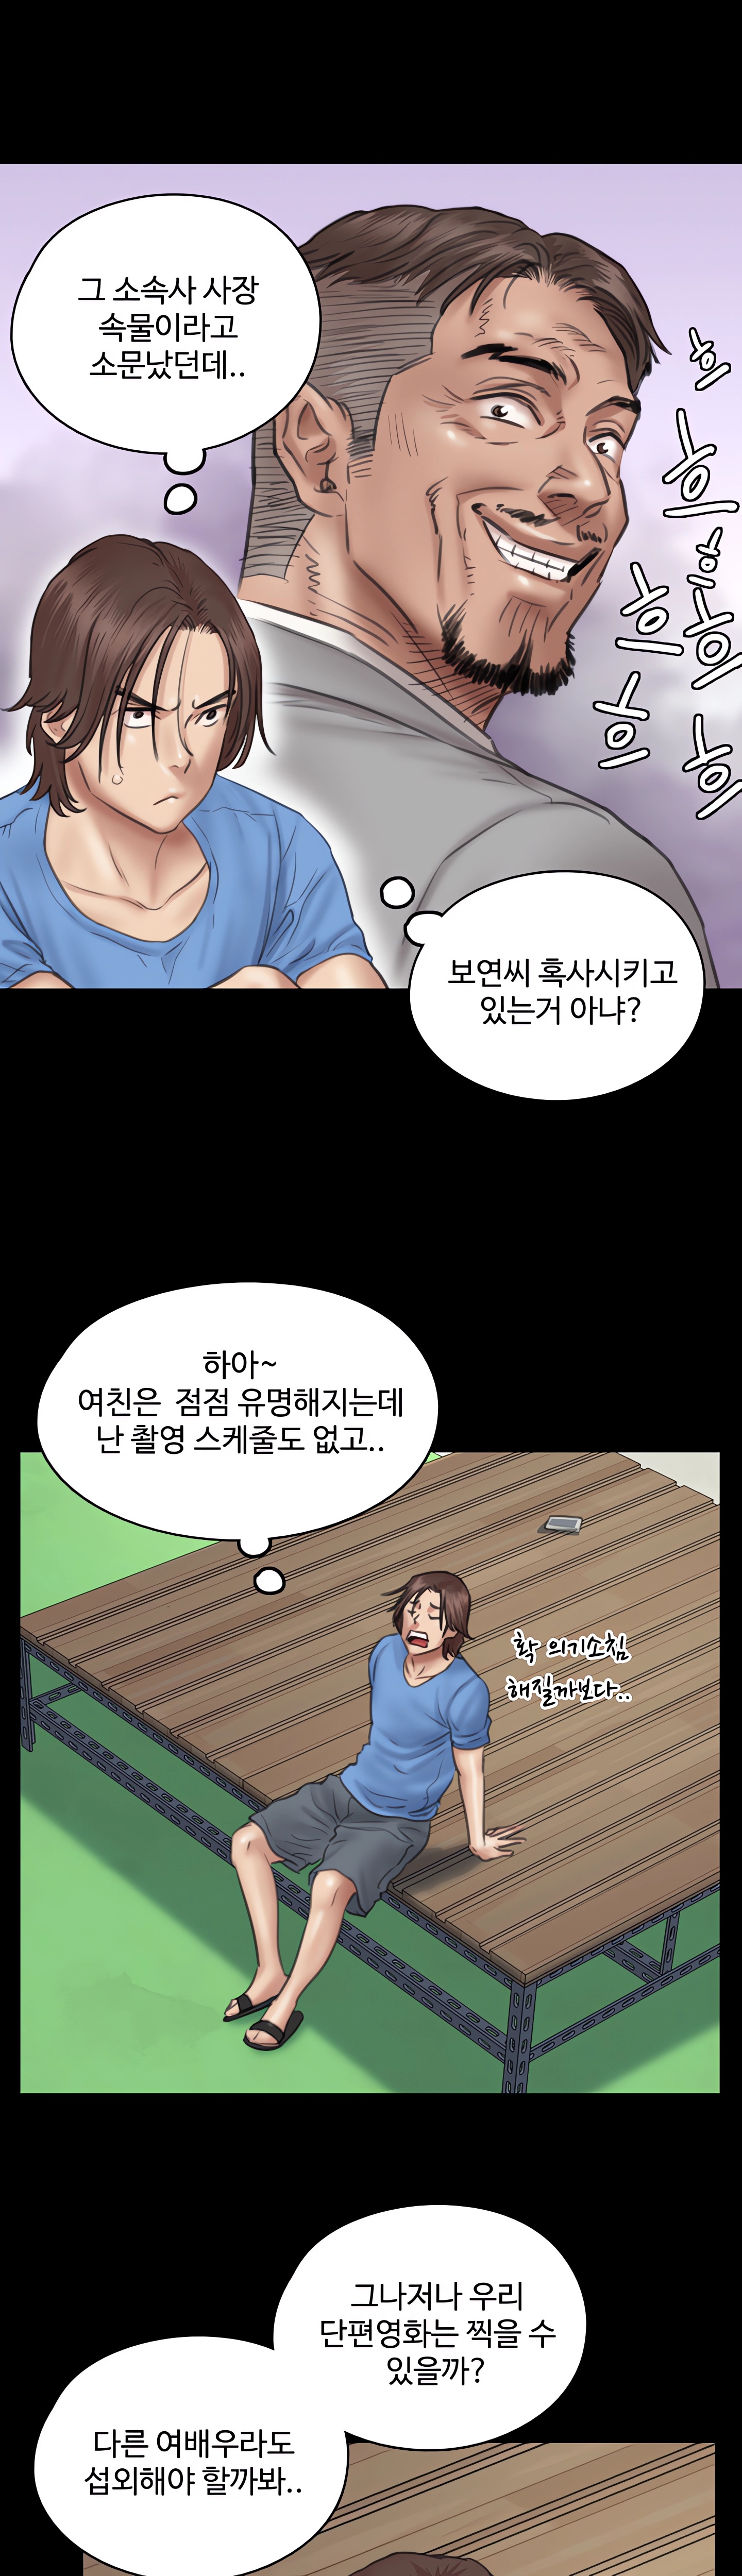 그 소속사 사장
속물이라고
소문났던데..
흐
흐
흐
흐
흐
흐
흐
보연씨 혹사시키고
있는거 아냐?
하아~
여친은 점점 유명해지는데
난 촬영 스케줄도 없고..
확 의기소침
해질까보다..
그나저나 우리
단편영화는 찍을 수
있을까?
다른 여배우라도
섭외해야 할까봐..